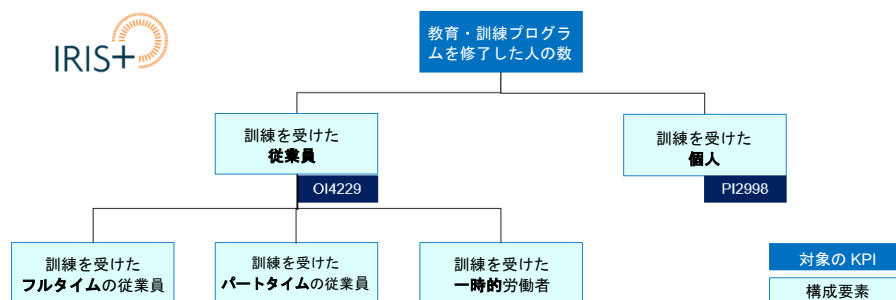 IRIS+
教育・訓練プログラ
ムを修了した人の数
訓練を受けた
従業員
OI4229
訓練を受けた
個人
PI2998
訓練を受けた
フルタイムの従業員
訓練を受けた
パートタイムの従業員
訓練を受けた
一時的労働者
対象の KPI
構成要素